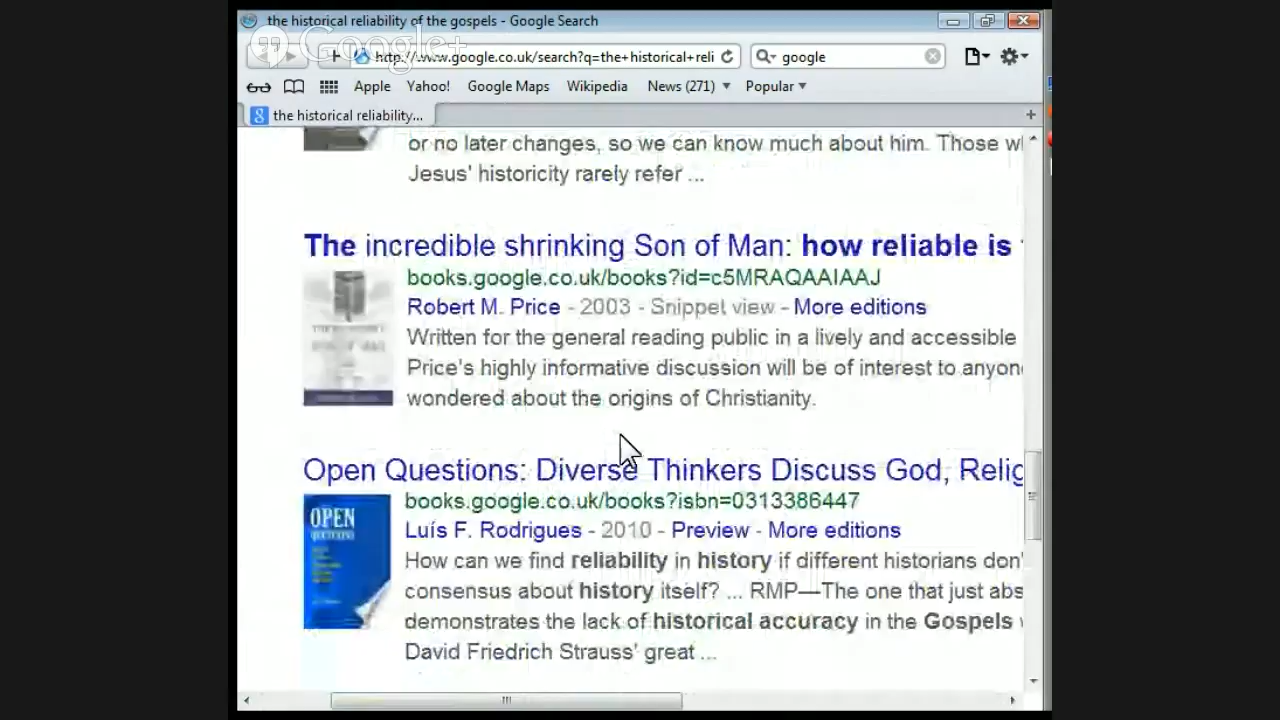 the historical reliability of the gospels - Google Search
Google+
http://www.google.co.uk/search?q=the+historical+reli
google
Apple Yahoo! Google Maps Wikipedia News (271) Popular
the historical reliability...
or no later changes, so we can know much about him. Those wh
Jesus' historicity rarely refer ...
The incredible shrinking Son of Man: how reliable is
books.google.co.uk/books?id=c5MRAQAAIAAJ
Robert M. Price - 2003 - Snippet view - More editions
Written for the general reading public in a lively and accessible
Price's highly informative discussion will be of interest to anyon
wondered about the origins of Christianity.
Open Questions: Diverse Thinkers Discuss God, Relig
books.google.co.uk/books?isbn=0313386447
OPEN
Luís F. Rodrigues - 2010 - Preview - More editions
How can we find reliability in history if different historians don'
consensus about history itself? ... RMP—The one that just abs
demonstrates the lack of historical accuracy in the Gospels
David Friedrich Strauss' great ...